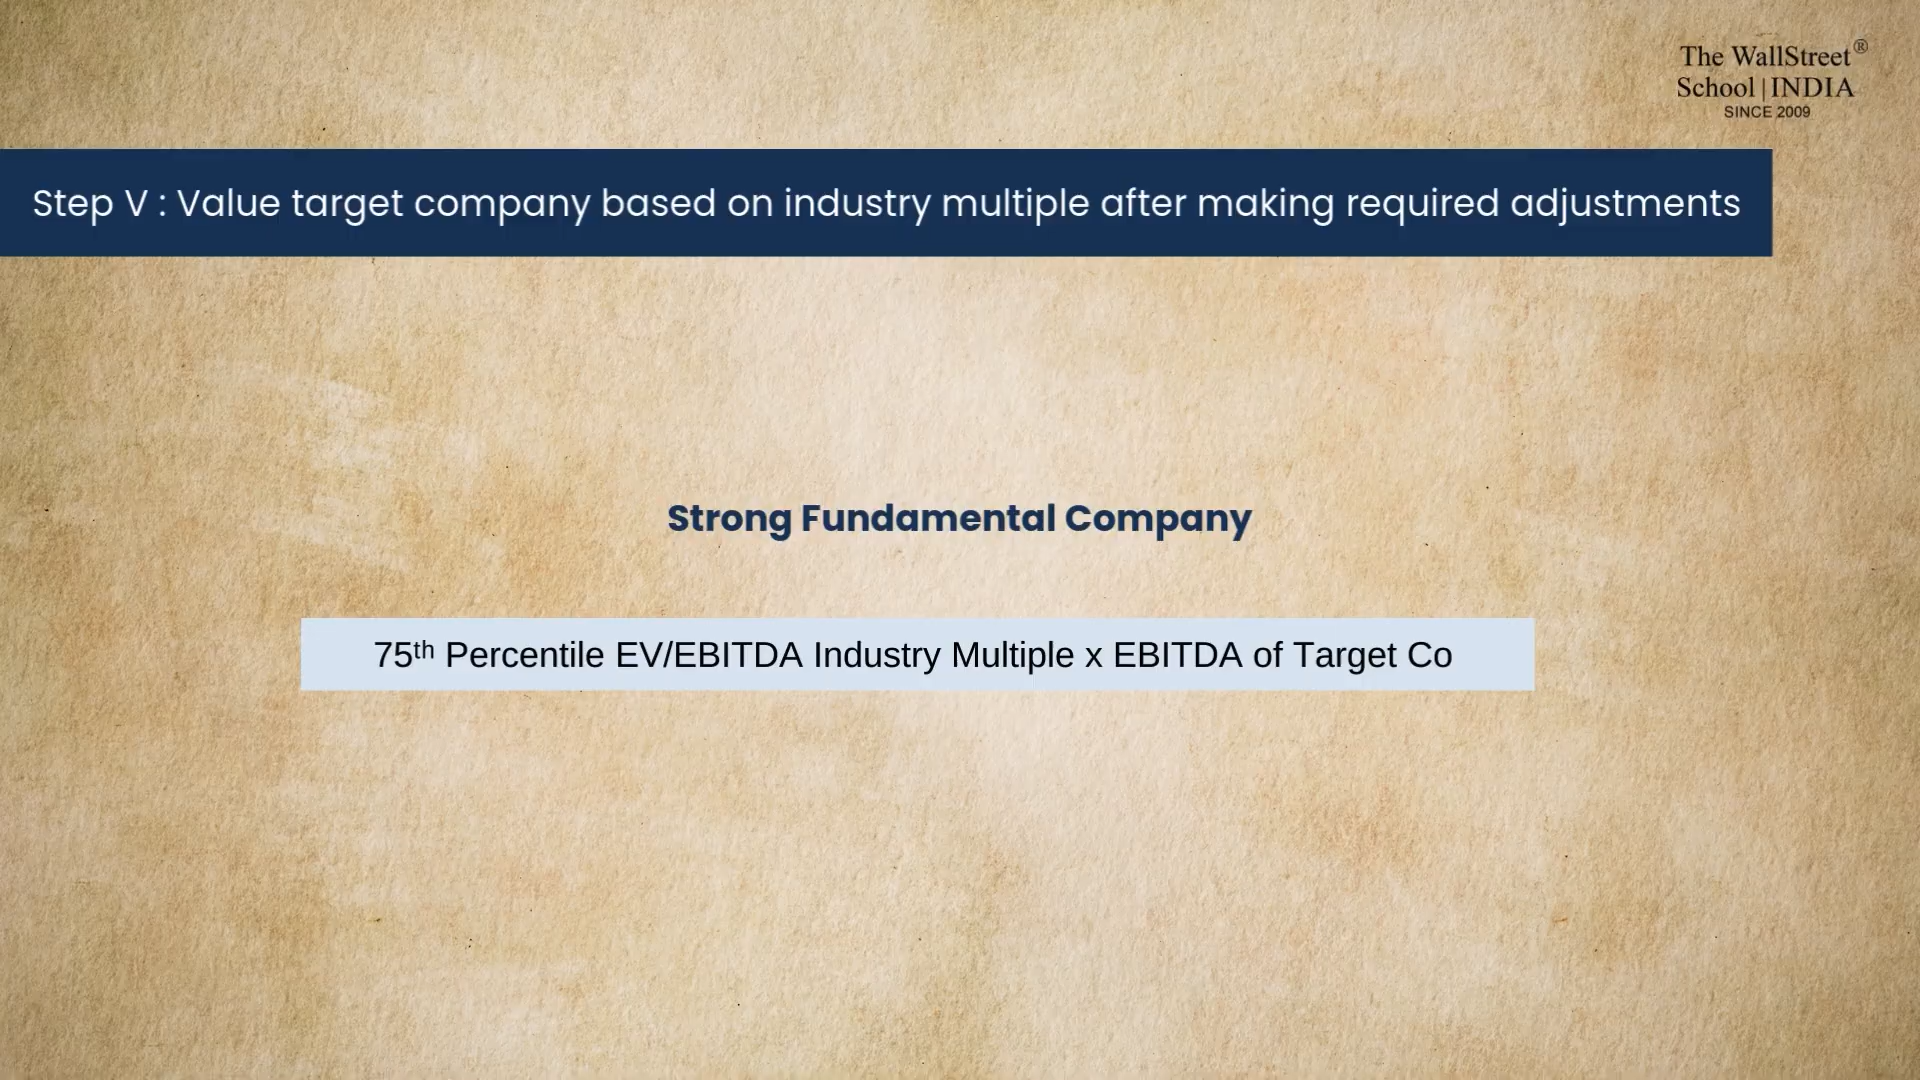 The WallStreet®
School | INDIA
SINCE 2009
Step V : Value target company based on industry multiple after making required adjustments
Strong Fundamental Company
75th Percentile EV/EBITDA Industry Multiple x EBITDA of Target Co